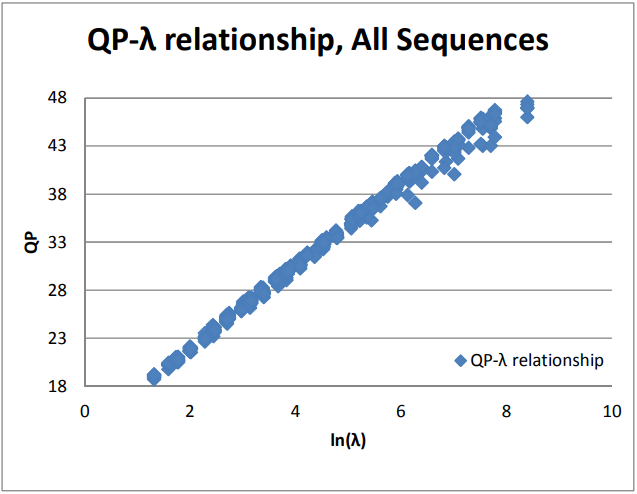 QP-λ relationship, All Sequences
48
43
38
33
28
23
18
QP
0 2 4 6 8 10
ln(λ)
QP-λ relationship